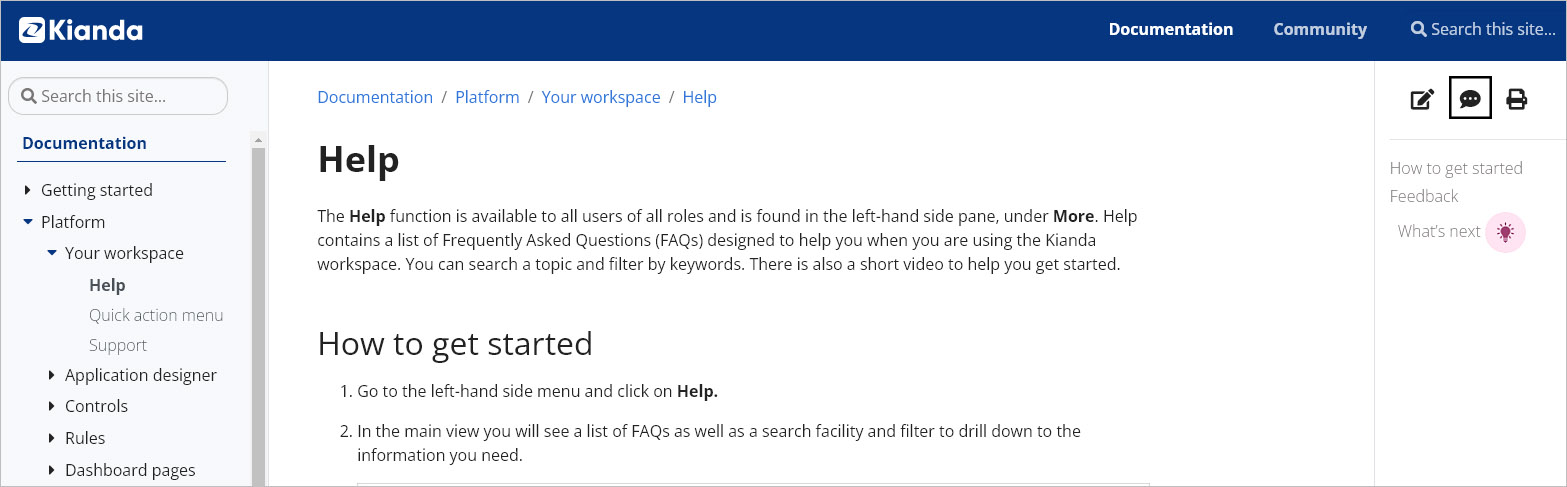 Kianda
Documentation
Community
Search this site...
Search this site...
Documentation
Getting started
Platform
Your workspace
Help
Quick action menu
Support
Application designer
Controls
Rules
Dashboard pages
Documentation / Platform / Your workspace / Help
Help
The Help function is available to all users of all roles and is found in the left-hand side pane, under More. Help
contains a list of Frequently Asked Questions (FAQs) designed to help you when you are using the Kianda
workspace. You can search a topic and filter by keywords. There is also a short video to help you get started.
How to get started
1. Go to the left-hand side menu and click on Help.
2. In the main view you will see a list of FAQs as well as a search facility and filter to drill down to the
information you need.
How to get started
Feedback
What's next